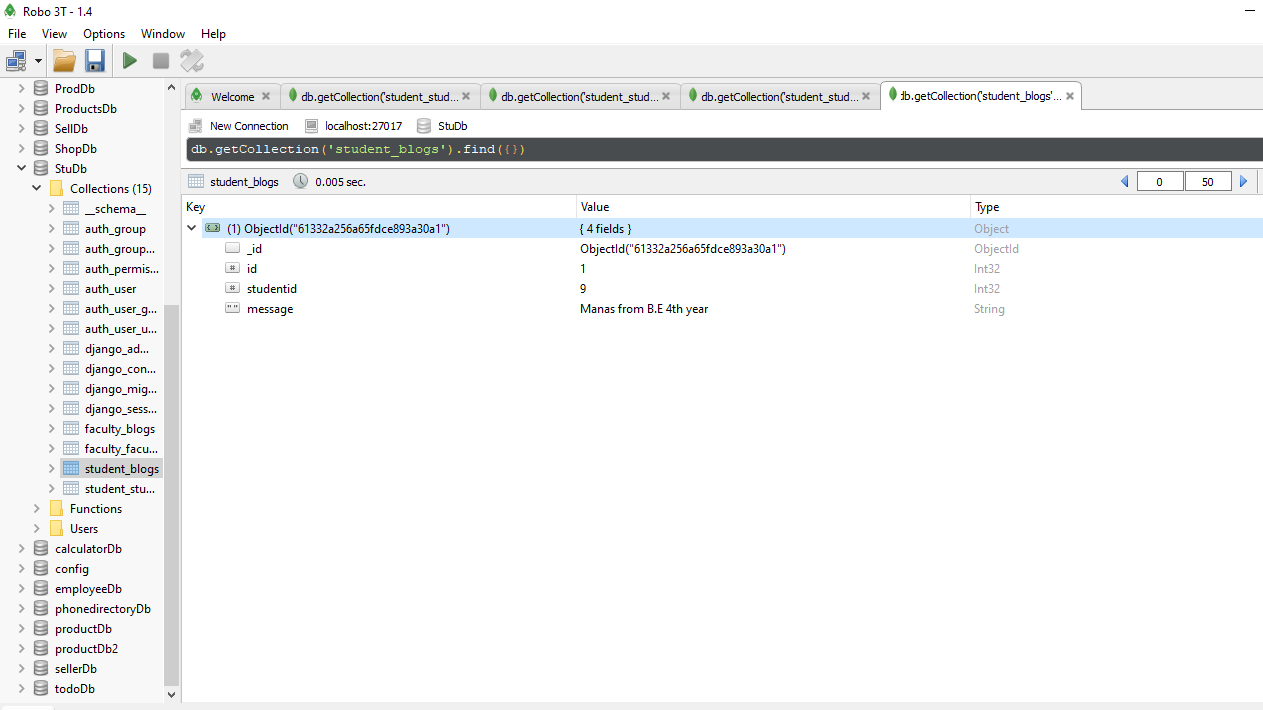 Robo 3T - 1.4
File View Options Window Help
ProdDb
ProductsDb
SellDb
ShopDb
StuDb
Collections (15)
__schema__
auth_group
auth_group...
auth_permis...
auth_user
auth_user_g...
auth_user_u...
django_ad...
django_con...
django_mig...
django_sess...
faculty_blogs
faculty_facu...
student_blogs
student_stu...
Functions
Users
calculatorDb
config
employeeDb
phonedirectoryDb
productDb
productDb2
sellerDb
todoDb
Welcome db.getCollection('student_stud... db.getCollection('student_stud... db.getCollection('student_stud... db.getCollection('student_blogs'...
New Connection localhost:27017 StuDb
db.getCollection('student_blogs').find({})
student_blogs 0.005 sec. 0 50
Key Value Type
(1) ObjectId("61332a256a65fdce893a30a1") { 4 fields } Object
_id ObjectId("61332a256a65fdce893a30a1") ObjectId
# id 1 Int32
# studentid 9 Int32
"" message Manas from B.E 4th year String